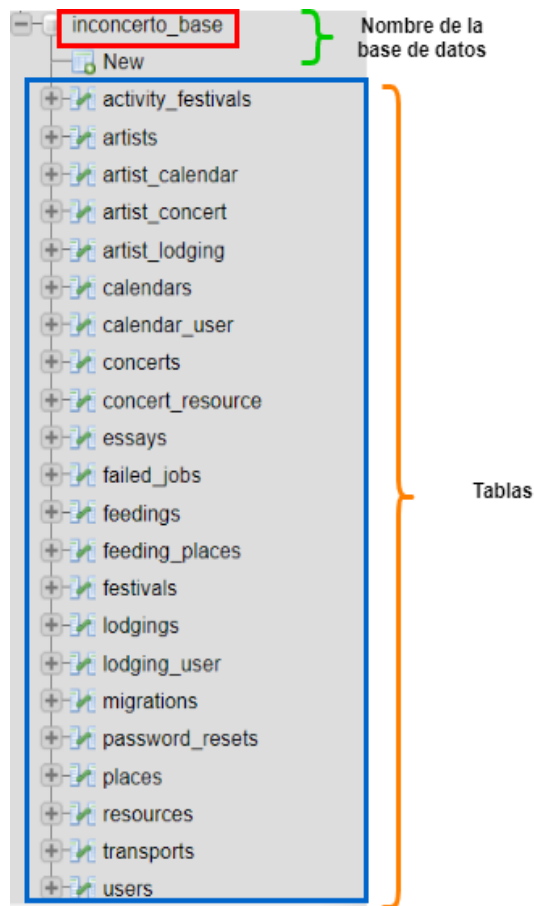 inconcerto_base
Nombre de la
base de datos
New
activity_festivals
artists
artist_calendar
artist_concert
artist_lodging
calendars
calendar_user
concerts
concert_resource
essays
failed_jobs
feedings
feeding_places
festivals
lodgings
lodging_user
migrations
password_resets
places
resources
transports
users
Tablas